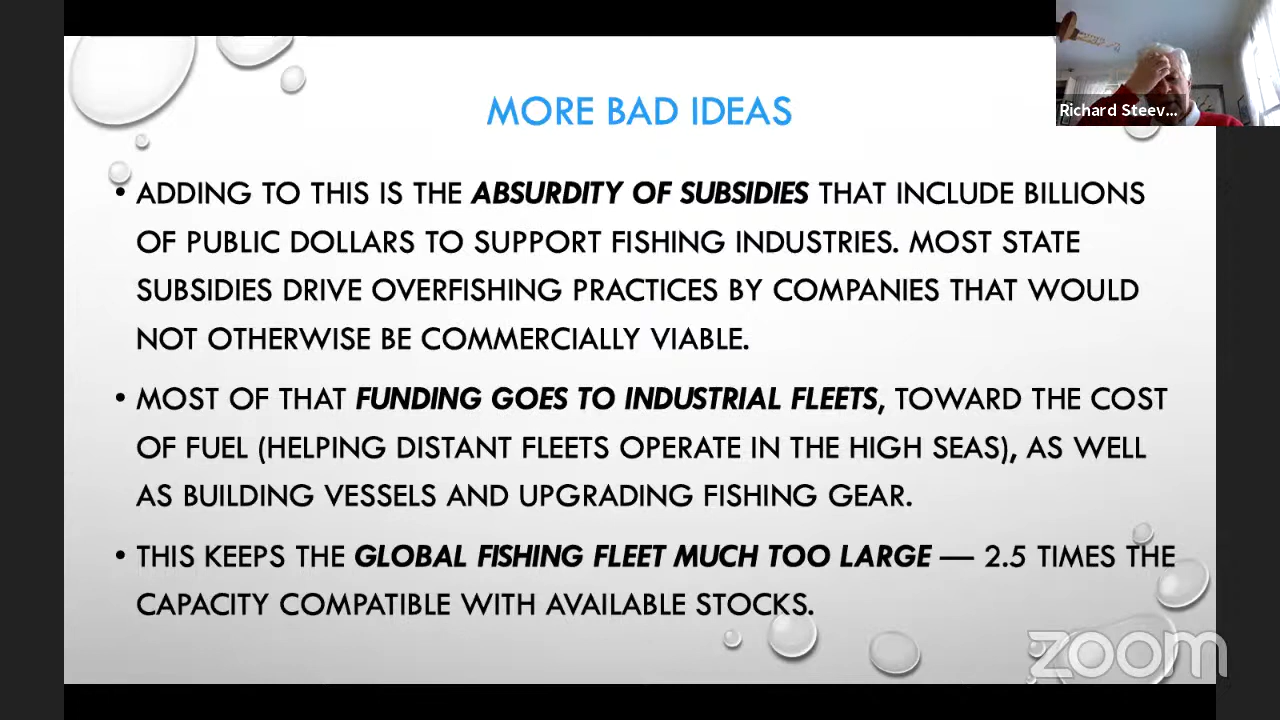 MORE BAD IDEAS
Richard Steev...
• ADDING TO THIS IS THE ABSURDITY OF SUBSIDIES THAT INCLUDE BILLIONS
OF PUBLIC DOLLARS TO SUPPORT FISHING INDUSTRIES. MOST STATE
SUBSIDIES DRIVE OVERFISHING PRACTICES BY COMPANIES THAT WOULD
NOT OTHERWISE BE COMMERCIALLY VIABLE.
• MOST OF THAT FUNDING GOES TO INDUSTRIAL FLEETS, TOWARD THE COST
OF FUEL (HELPING DISTANT FLEETS OPERATE IN THE HIGH SEAS), AS WELL
AS BUILDING VESSELS AND UPGRADING FISHING GEAR.
• THIS KEEPS THE GLOBAL FISHING FLEET MUCH TOO LARGE — 2.5 TIMES THE
CAPACITY COMPATIBLE WITH AVAILABLE STOCKS.
zoom